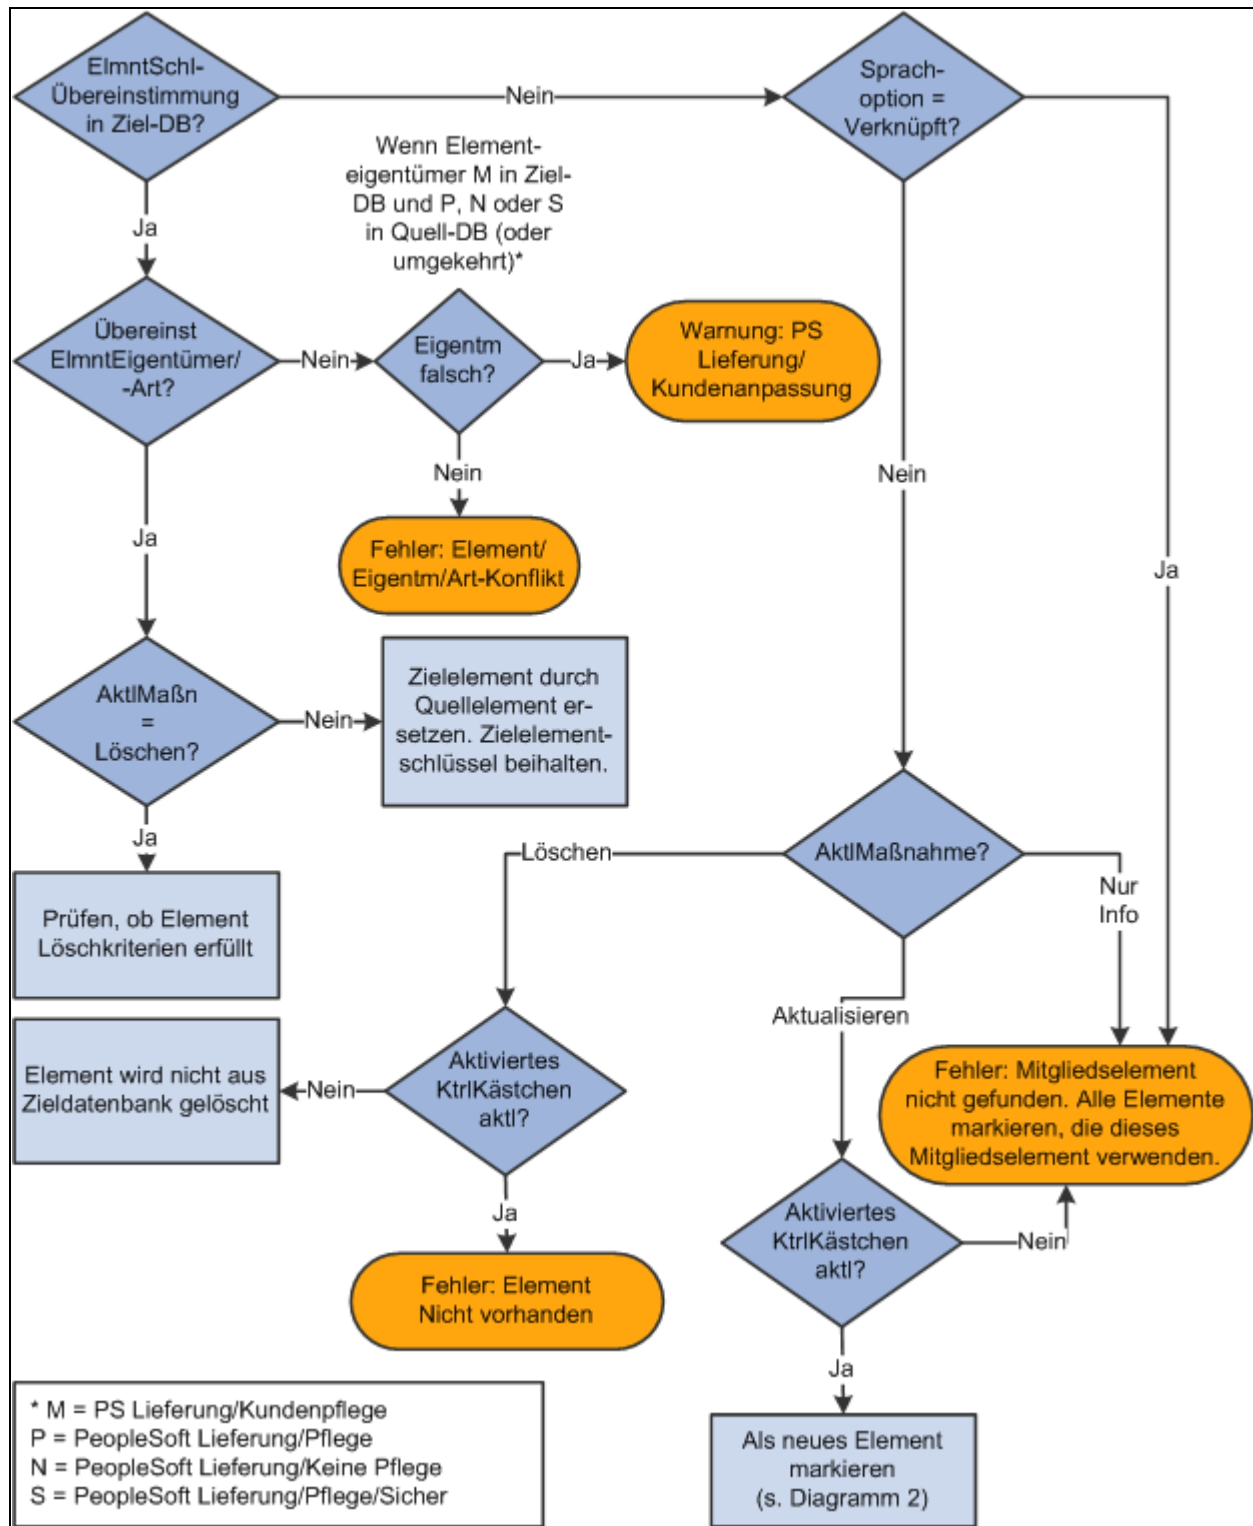 ElmntSchl-
Übereinstimmung
in Ziel-DB?
Nein
Sprach-
option =
Verknüpft?
Wenn Element-
eigentümer M in Ziel-
DB und P, N oder S
in Quell-DB (oder
umgekehrt)*
Ja
Übereinst
ElmntEigentümer/
-Art?
Nein
Eigentm
falsch?
Ja
Warnung: PS
Lieferung/
Kundenanpassung
Nein
Nein
Ja
Fehler: Element/
Eigentm/Art-Konflikt
Ja
AktlMaßn
=
Löschen?
Nein
Zielelement durch
Quellelement er-
setzen. Zielelement-
schlüssel beihalten.
Ja
Prüfen, ob Element
Löschkriterien erfüllt
Löschen
AktlMaßnahme?
Nur
Info
Aktualisieren
Element wird nicht aus
Zieldatenbank gelöscht
Nein
Aktiviertes
KtrlKästchen
aktl?
Fehler: Mitgliedselement
nicht gefunden. Alle Elemente
markieren, die dieses
Mitgliedselement verwenden.
Ja
Aktiviertes
KtrlKästchen
aktl?
Nein
Fehler: Element
Nicht vorhanden
Ja
Als neues Element
markieren
(s. Diagramm 2)
* M = PS Lieferung/Kundenpflege
P = PeopleSoft Lieferung/Pflege
N = PeopleSoft Lieferung/Keine Pflege
S = PeopleSoft Lieferung/Pflege/Sicher